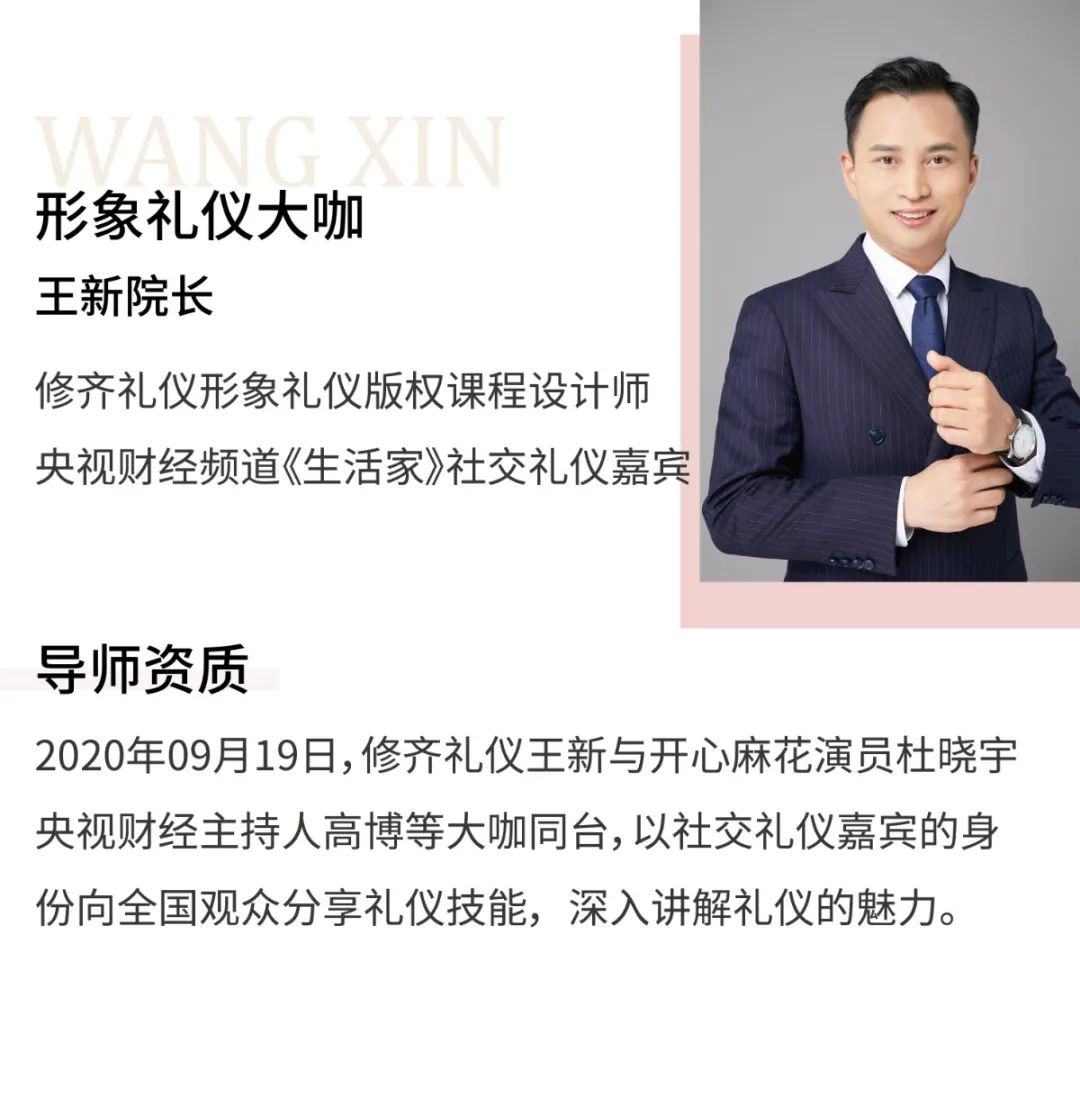 WANG XIN
形象礼仪大咖
王新院长
修齐礼仪形象礼仪版权课程设计师
央视财经频道《生活家》社交礼仪嘉宾
导师资质
2020年09月19日，修齐礼仪王新与开心麻花演员杜晓宇
央视财经主持人高博等大咖同台，以社交礼仪嘉宾的身
份向全国观众分享礼仪技能，深入讲解礼仪的魅力。